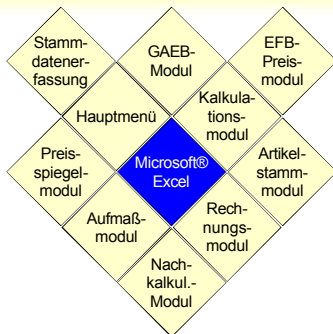 Stamm-
datener-
fassung
GAEB-
Modul
EFB-
Preis-
modul
Hauptmenü
Kalkula-
tions-
modul
Preis-
spiegel-
modul
Microsoft®
Excel
Artikel-
stamm-
modul
Aufmaß-
modul
Rech-
nungs-
modul
Nach-
kalkul.-
Modul